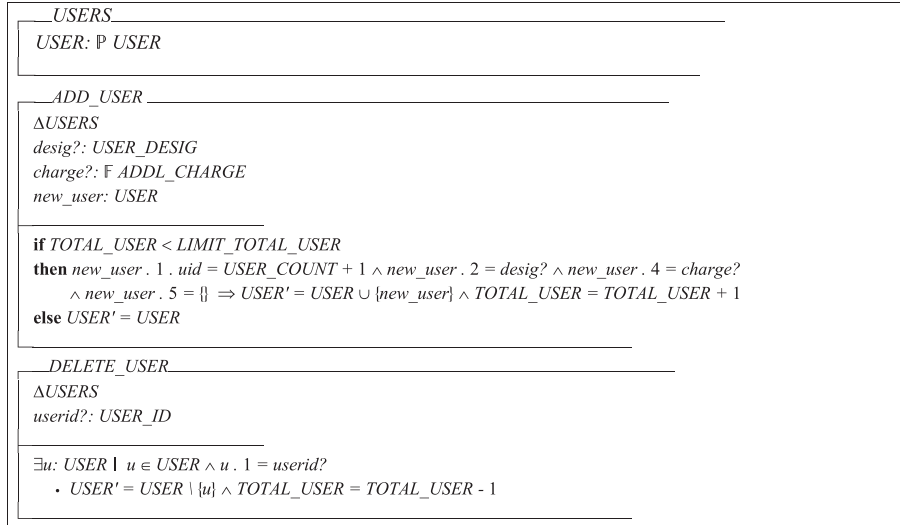 USERS
USER: ℙ USER
ADD_USER
ΔUSERS
desig?: USER_DESIG
charge?: 𝔽 ADDL_CHARGE
new_user: USER
if TOTAL_USER < LIMIT_TOTAL_USER
then new_user . 1 . uid = USER_COUNT + 1 ∧ new_user . 2 = desig? ∧ new_user . 4 = charge?
∧ new_user . 5 = {} ⇒ USER′ = USER ∪ {new_user} ∧ TOTAL_USER = TOTAL_USER + 1
else USER′ = USER
DELETE_USER
ΔUSERS
userid?: USER_ID
∃u: USER | u ∈ USER ∧ u . 1 = userid?
• USER′ = USER \ {u} ∧ TOTAL_USER = TOTAL_USER - 1